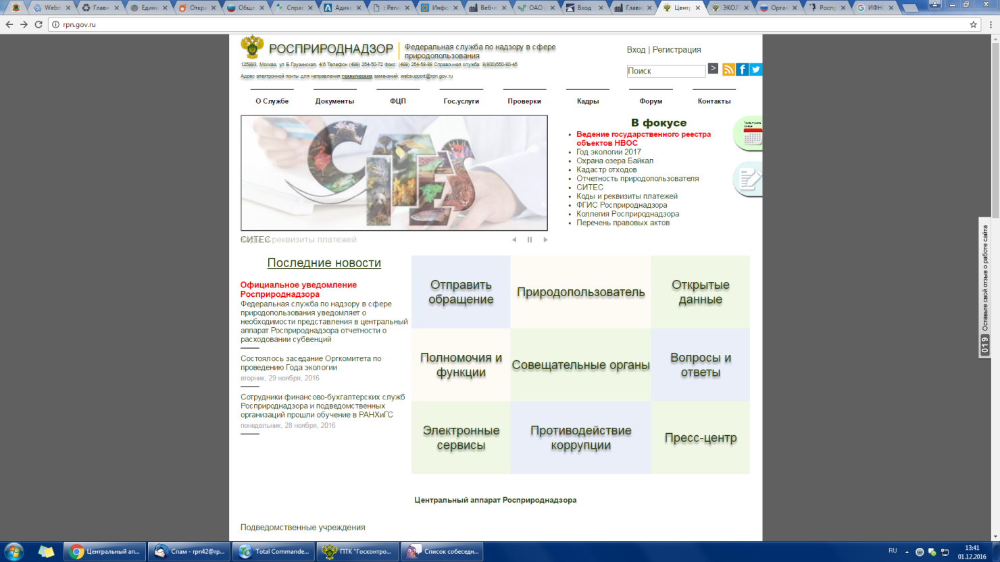 Webm
Главн
Един
Откры
Обще
Справ
Адик
: Реги
Инфо
Веб-п
ОАО
Вход
Главн
Центр
ЭКОЛ
Орган
Роспр
ИФНС
rpn.gov.ru
РОСПРИРОДНАДЗОР
Федеральная служба по надзору в сфере
природопользования
125993, Москва, ул Б.Грузинская, 4/6 Телефон (499) 254-50-72 Факс: (499) 254-58-88 Справочная служба: 8(800)550-80-45
Адрес электронной почты для направления технических замечаний: websupport@rpn.gov.ru
Вход | Регистрация
Поиск
>
О Службе
Документы
ФЦП
Гос.услуги
Проверки
Кадры
Форум
Контакты
CITES
СИТЕС
Коды и реквизиты платежей
В фокусе
Ведение государственного реестра
объектов НВОС
Год экологии 2017
Охрана озера Байкал
Кадастр отходов
Отчетность природопользователя
СИТЕС
Коды и реквизиты платежей
ФГИС Росприроднадзора
Коллегия Росприроднадзора
Перечень правовых актов
Оставьте свой отзыв о работе сайта
019
Последние новости
Официальное уведомление
Росприроднадзора
Федеральная служба по надзору в сфере
природопользования уведомляет о
необходимости представления в центральный
аппарат Росприроднадзора отчетности о
расходовании субвенций
Состоялось заседание Оргкомитета по
проведению Года экологии
вторник, 29 ноября, 2016
Сотрудники финансово-бухгалтерских служб
Росприроднадзора и подведомственных
организаций прошли обучение в РАНХиГС
понедельник, 28 ноября, 2016
Отправить
обращение
Природопользователь
Открытые
данные
Полномочия и
функции
Совещательные органы
Вопросы и
ответы
Электронные
сервисы
Противодействие
коррупции
Пресс-центр
Центральный аппарат Росприроднадзора
Подведомственные учреждения
Центральный ап...
Спам - rpn42@rp...
Total Commande...
ПТК "Госконтро...
Список собеседн...
RU
13:41
01.12.2016